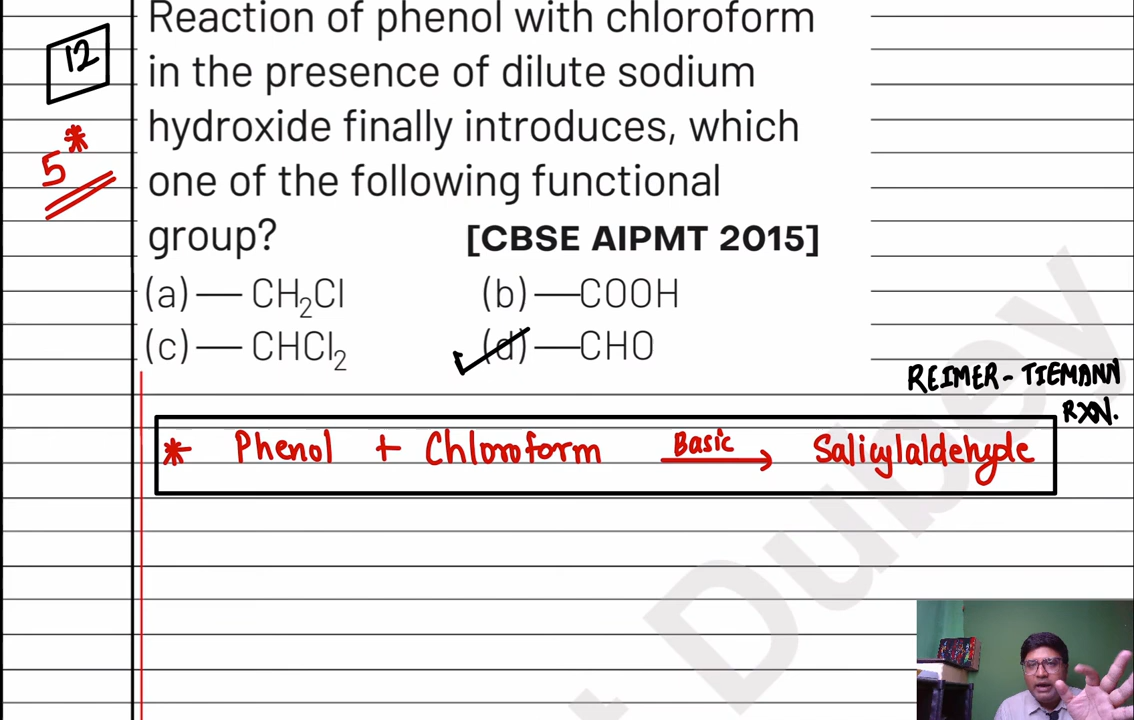 12
5*
Reaction of phenol with chloroform
in the presence of dilute sodium
hydroxide finally introduces, which
one of the following functional
group?
[CBSE AIPMT 2015]
(a) — CH₂Cl
(b) —COOH
(c) — CHCl₂
(d) —CHO
REIMER - TIEMANN
RXN.
* Phenol + Chloroform Basic → Salicylaldehyde
t Dubey